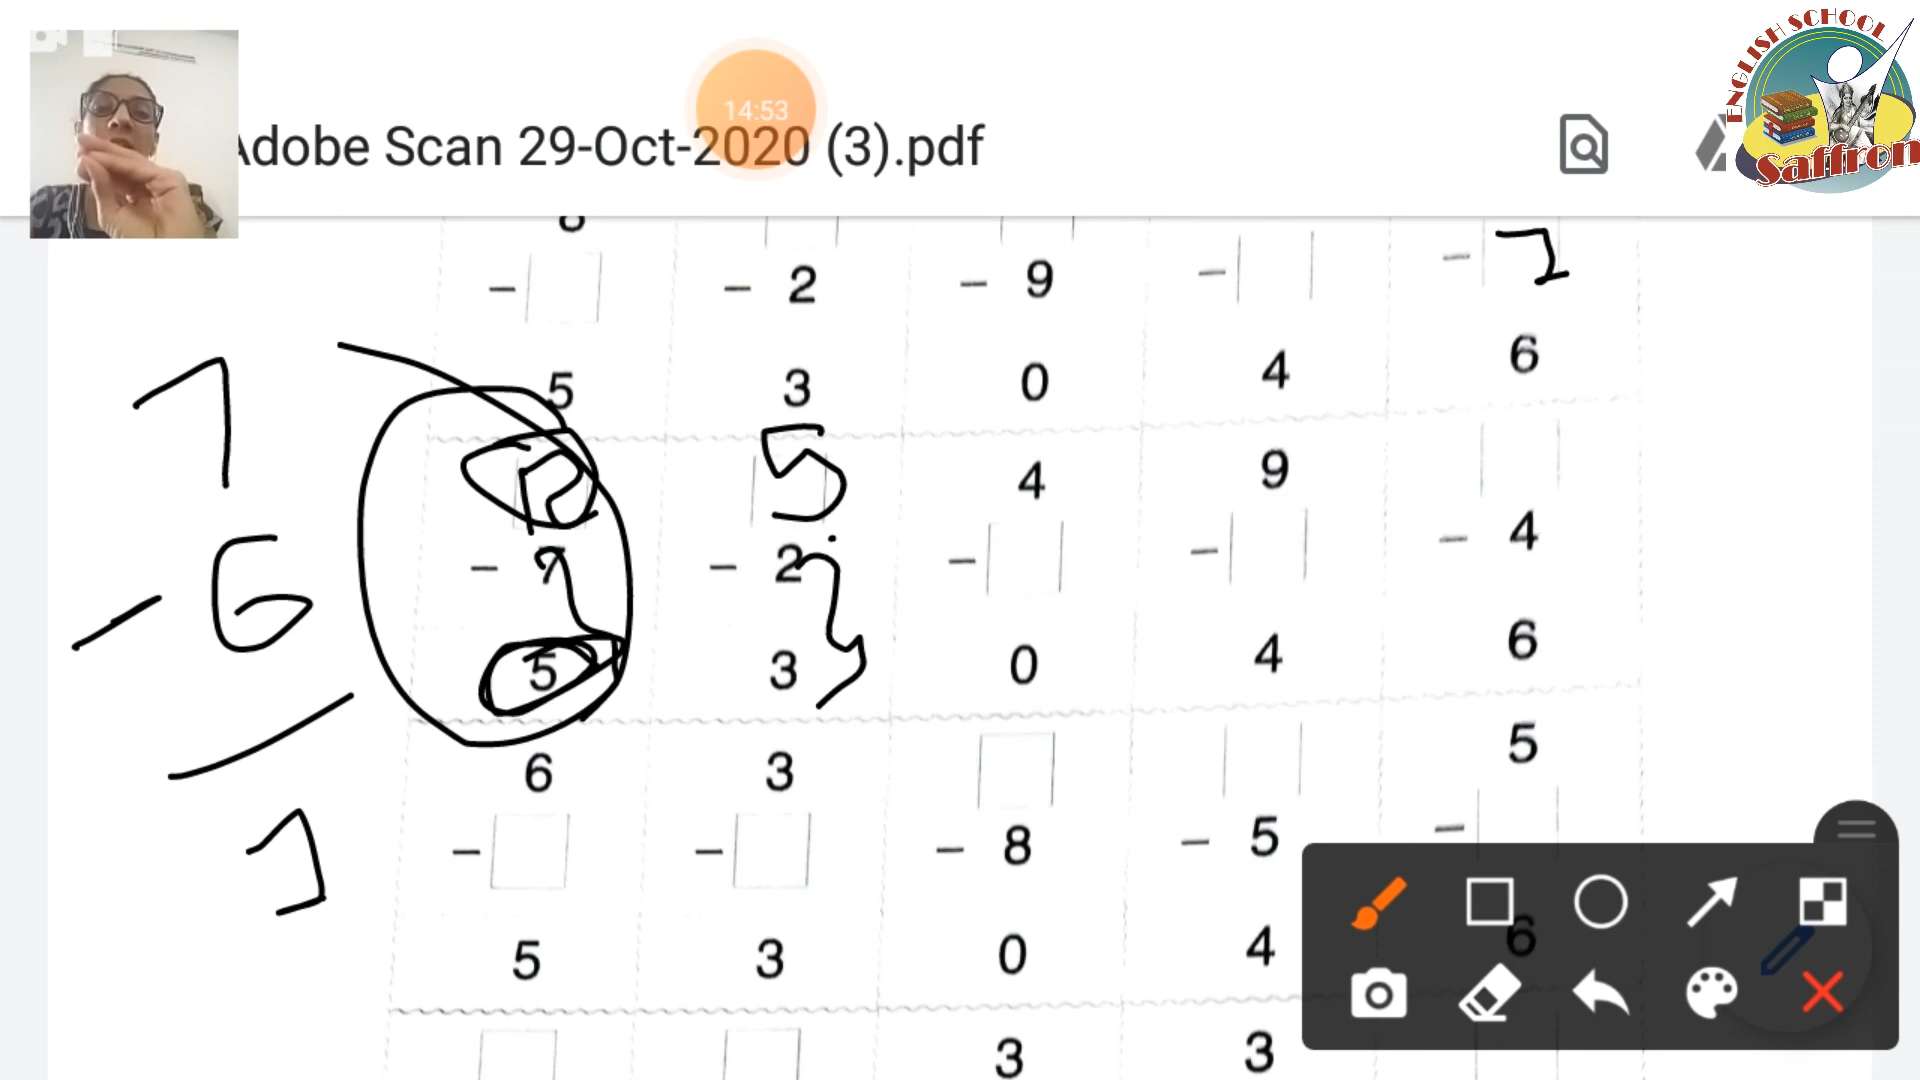 14:53
Adobe Scan 29-Oct-2020 (3).pdf
ENGLISH SCHOOL
Saffron
- - 2 - 9 - - 1
5 3 0 4 6
7
- 6
1
12 5 4 9
- 7 - 2 - - - 4
5 3 0 4 6
6 3 5
- - - 8 - 5 -
5 3 0 4 6
3 3